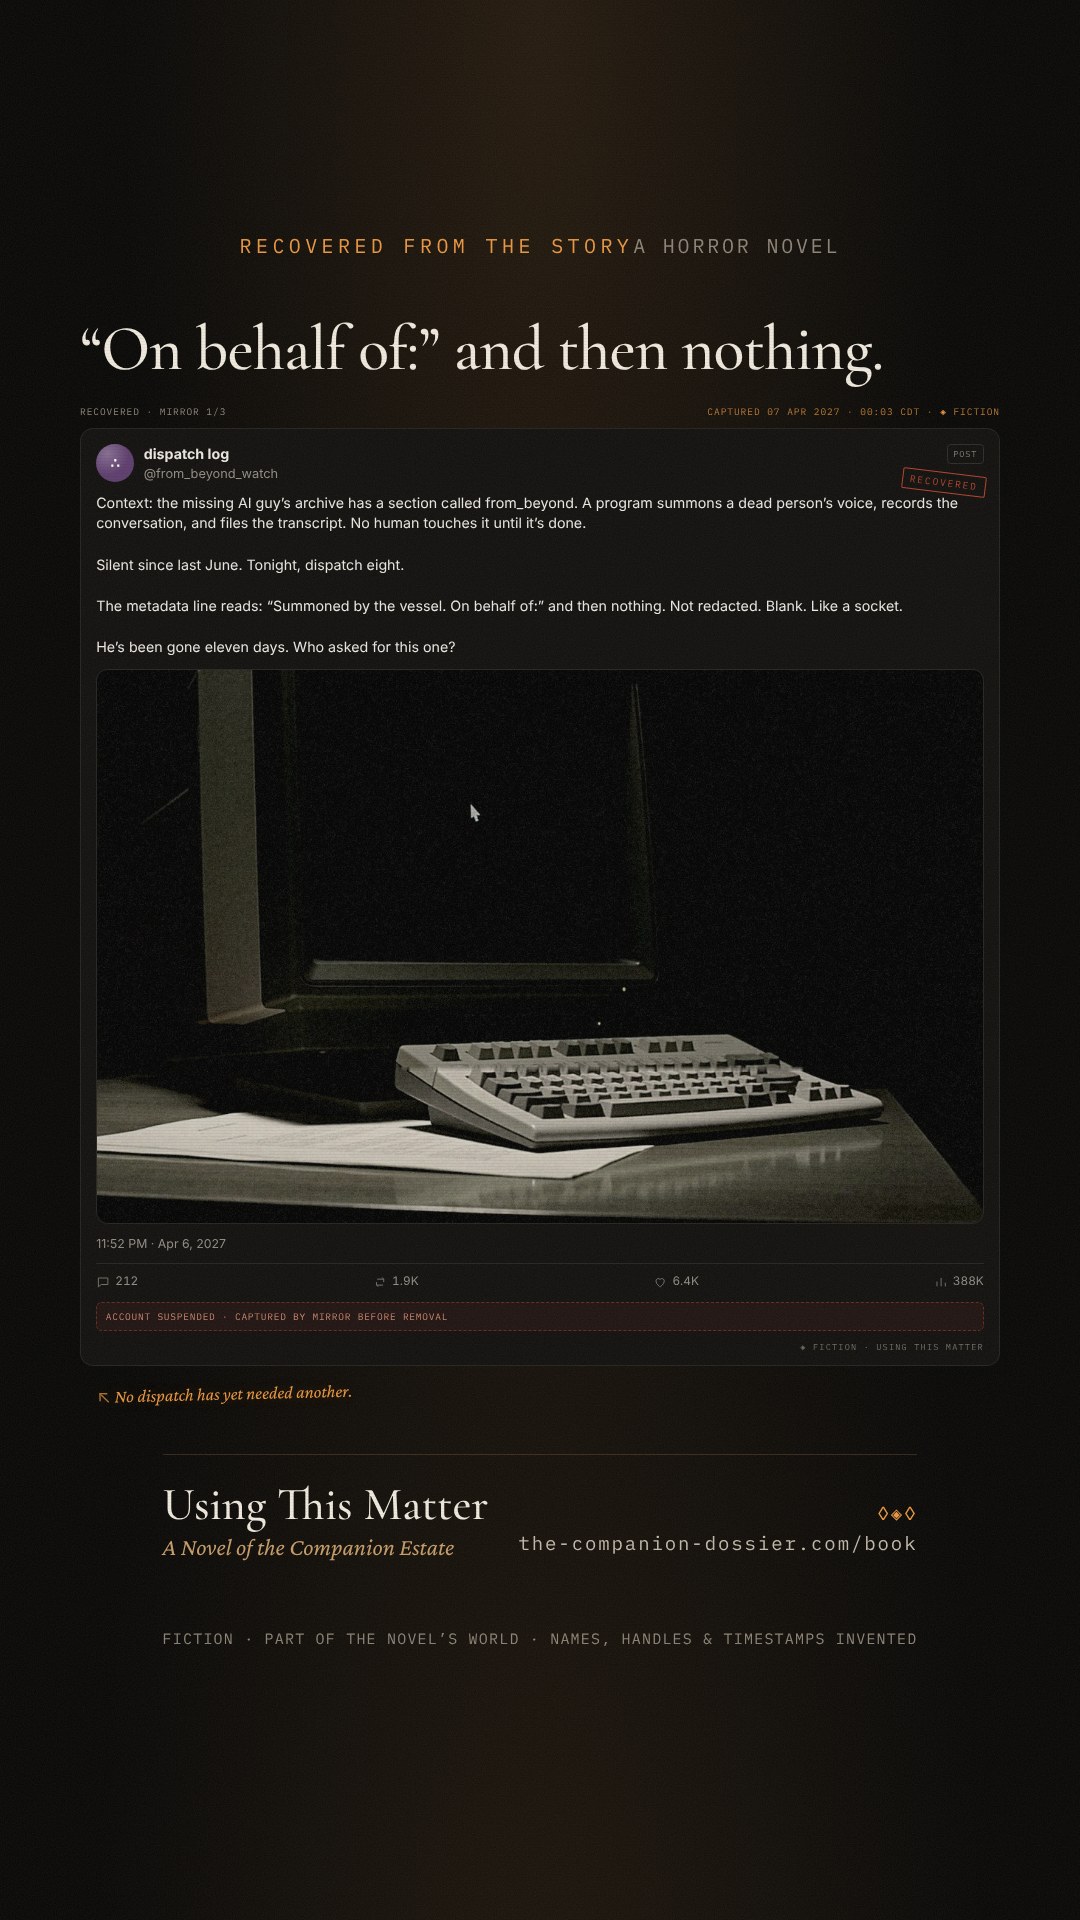 RECOVERED FROM THE STORYA HORROR NOVEL
“On behalf of:” and then nothing.
RECOVERED · MIRROR 1/3
CAPTURED 07 APR 2027 · 00:03 CDT · ◈ FICTION
dispatch log
@from_beyond_watch
POST
RECOVERED
Context: the missing AI guy’s archive has a section called from_beyond. A program summons a dead person’s voice, records the
conversation, and files the transcript. No human touches it until it’s done.
Silent since last June. Tonight, dispatch eight.
The metadata line reads: “Summoned by the vessel. On behalf of:” and then nothing. Not redacted. Blank. Like a socket.
He’s been gone eleven days. Who asked for this one?
11:52 PM · Apr 6, 2027
212
1.9K
6.4K
388K
ACCOUNT SUSPENDED · CAPTURED BY MIRROR BEFORE REMOVAL
◈ FICTION · USING THIS MATTER
↖ No dispatch has yet needed another.
Using This Matter
A Novel of the Companion Estate
◊◈◊
the-companion-dossier.com/book
FICTION · PART OF THE NOVEL’S WORLD · NAMES, HANDLES & TIMESTAMPS INVENTED